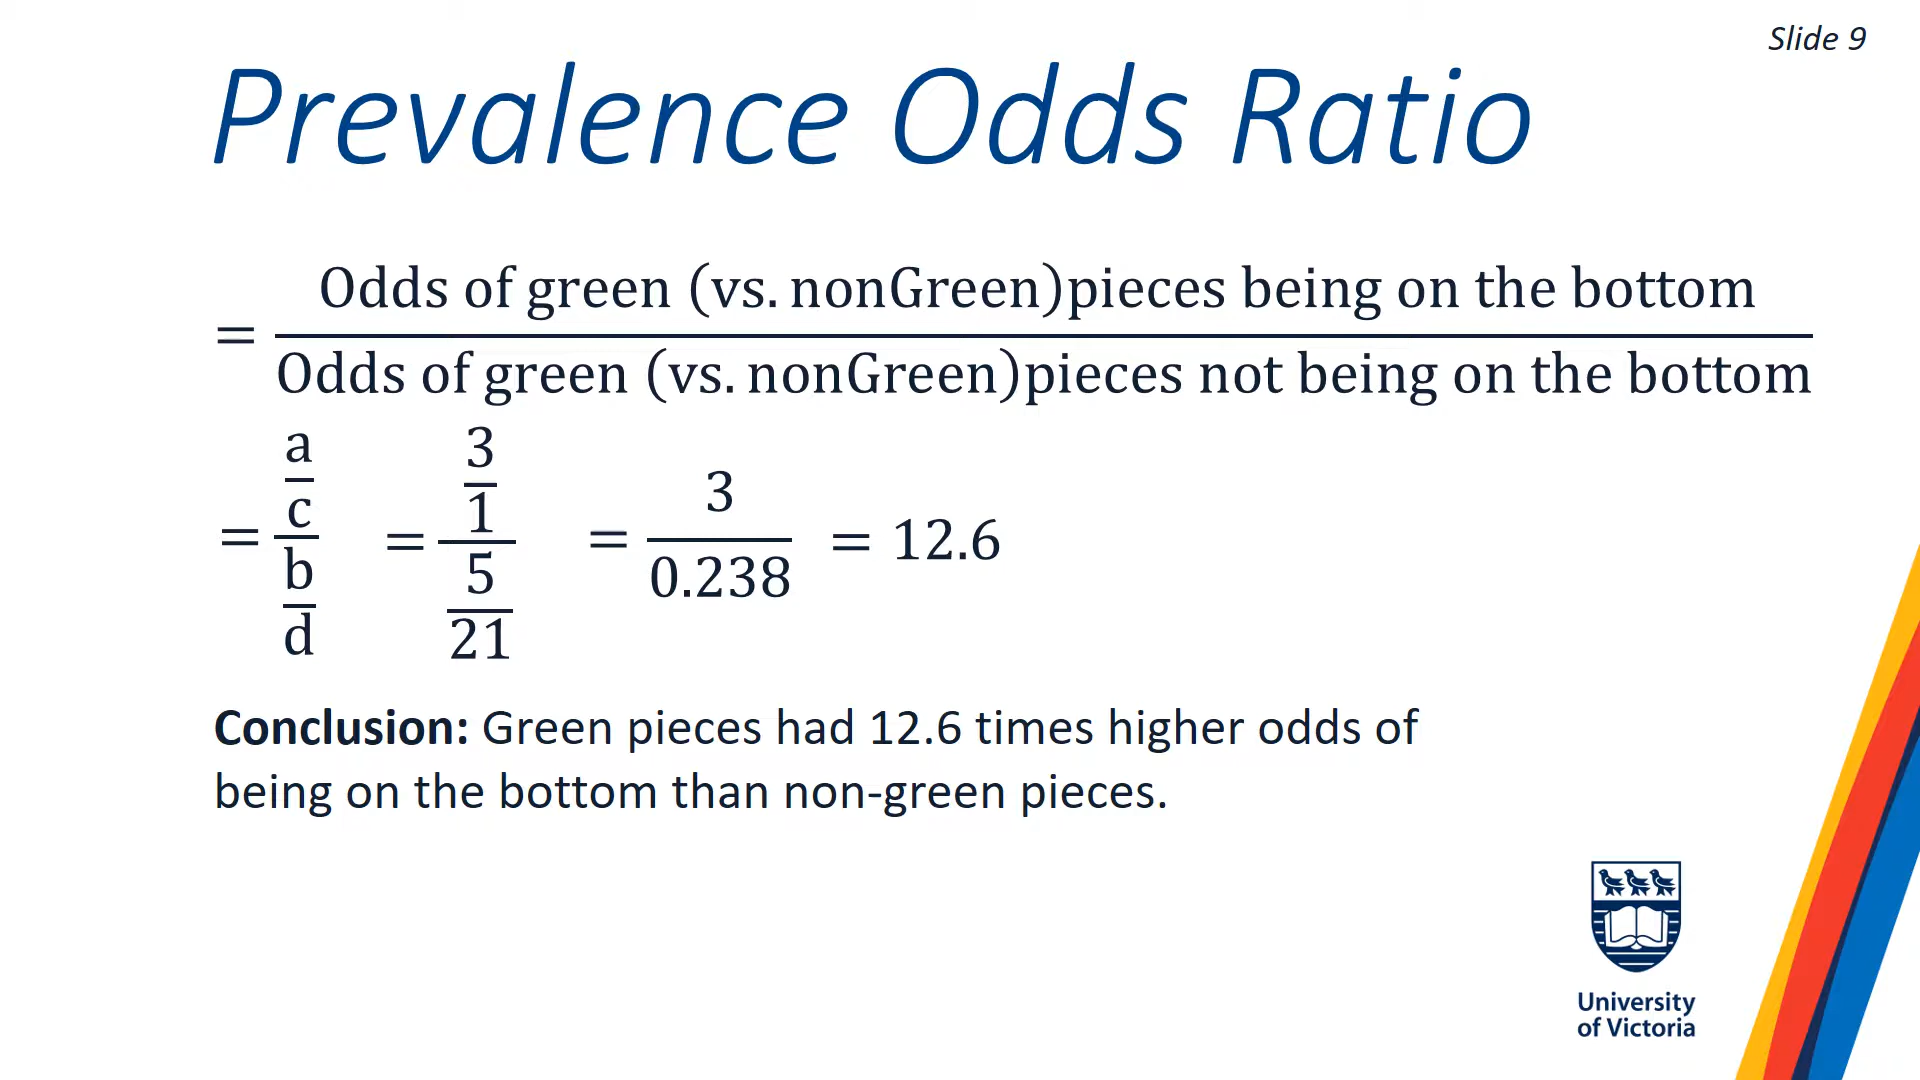 Slide 9
Prevalence Odds Ratio
= Odds of green (vs. nonGreen)pieces being on the bottom
Odds of green (vs. nonGreen)pieces not being on the bottom
= a/c / b/d = 3/1 / 5/21 = 3/0.238 = 12.6
Conclusion: Green pieces had 12.6 times higher odds of
being on the bottom than non-green pieces.
University
of Victoria